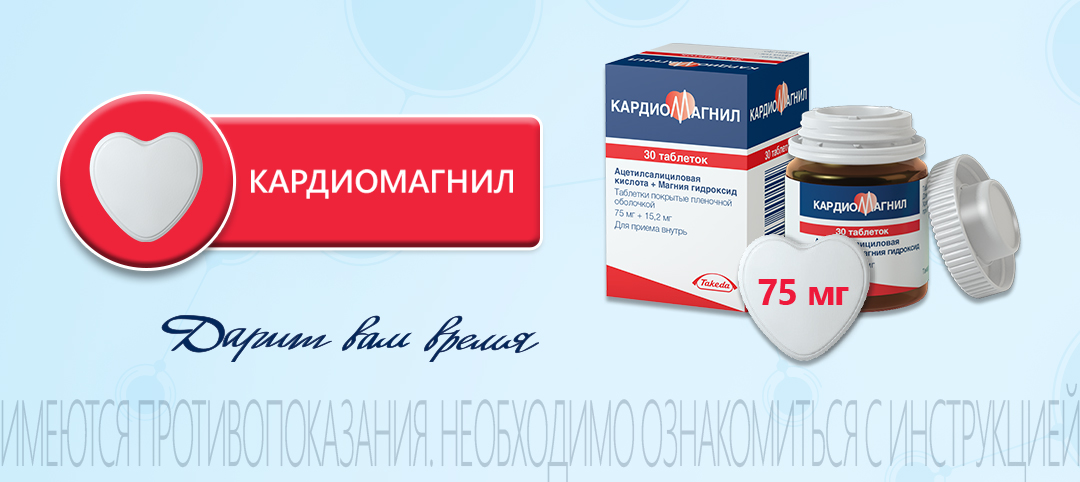 КАРДИОМАГНИЛ
Дарит вам время
КАРДИОМАГНИЛ
30 таблеток
Ацетилсалициловая
кислота + Магния гидроксид
Таблетки покрытые пленочной
оболочкой
75 мг + 15,2 мг
Для приема внутрь
Takeda
КАРДИОМАГНИЛ
30 таблеток
КАРДИОМАГНИЛ
30 таблеток
75 мг
ИМЕЮТСЯ ПРОТИВОПОКАЗАНИЯ. НЕОБХОДИМО ОЗНАКОМИТЬСЯ С ИНСТРУКЦИЕЙ